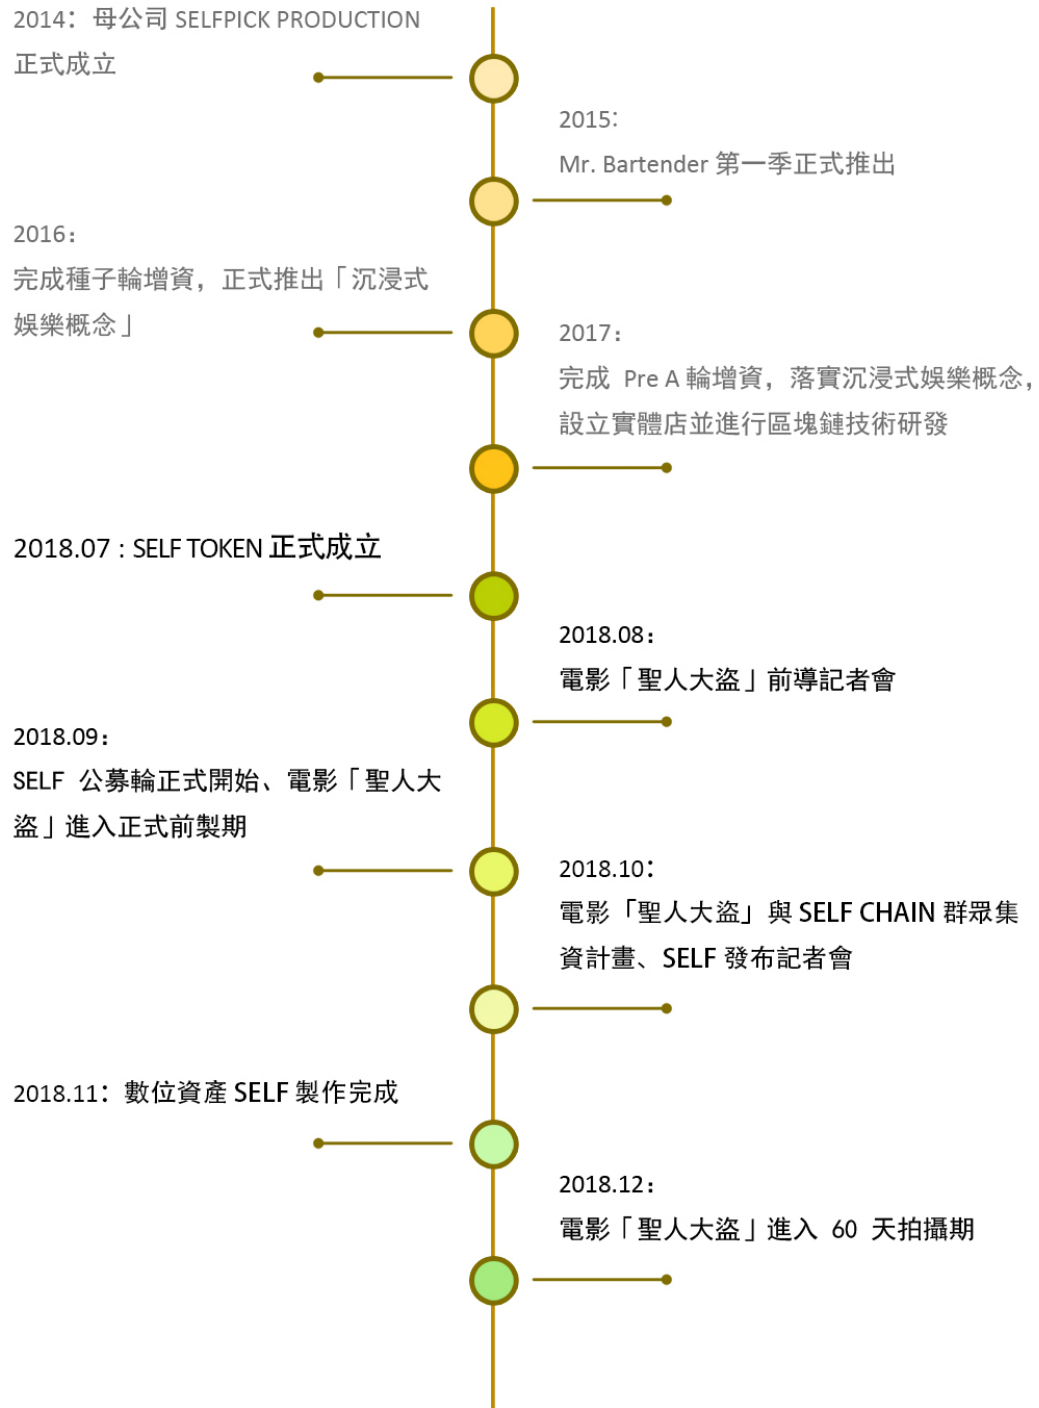 2014：母公司 SELFPICK PRODUCTION
正式成立
2015:
Mr. Bartender 第一季正式推出
2016：
完成種子輪增資，正式推出「沉浸式
娛樂概念」
2017：
完成 Pre A 輪增資，落實沉浸式娛樂概念，
設立實體店並進行區塊鏈技術研發
2018.07 : SELF TOKEN 正式成立
2018.08：
電影「聖人大盜」前導記者會
2018.09：
SELF 公募輪正式開始、電影「聖人大
盜」進入正式前製期
2018.10：
電影「聖人大盜」與 SELF CHAIN 群眾集
資計畫、SELF 發布記者會
2018.11：數位資產 SELF 製作完成
2018.12：
電影「聖人大盜」進入 60 天拍攝期